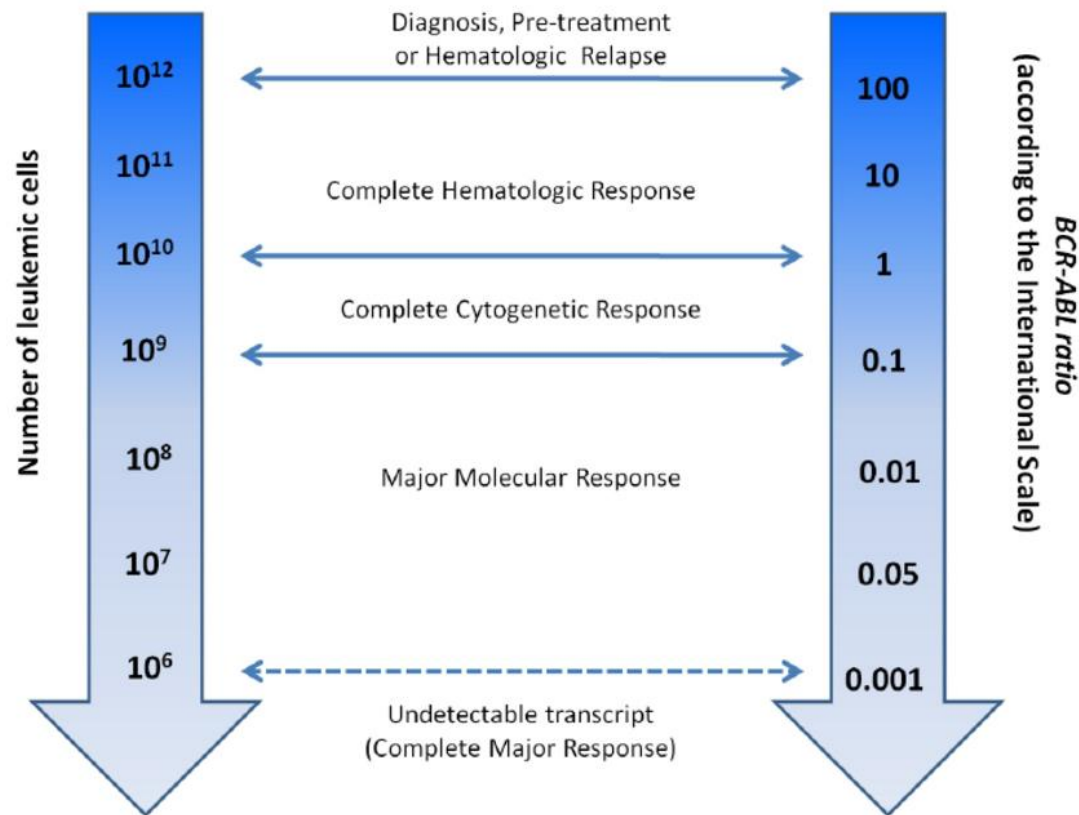 Diagnosis, Pre-treatment
or Hematologic Relapse
Number of leukemic cells
10¹²
10¹¹
10¹⁰
10⁹
10⁸
10⁷
10⁶
Complete Hematologic Response
Complete Cytogenetic Response
Major Molecular Response
Undetectable transcript
(Complete Major Response)
100
10
1
0.1
0.01
0.05
0.001
BCR-ABL ratio
(according to the International Scale)